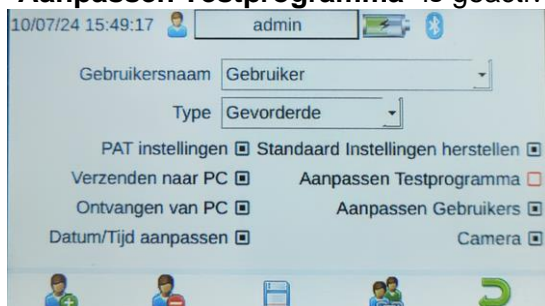 Aanpassen Testprogramma" is geacti
10/07/24 15:49:17 admin
Gebruikersnaam Gebruiker
Type Gevorderde
PAT instellingen Standaard Instellingen herstellen
Verzenden naar PC Aanpassen Testprogramma
Ontvangen van PC Aanpassen Gebruikers
Datum/Tijd aanpassen Camera